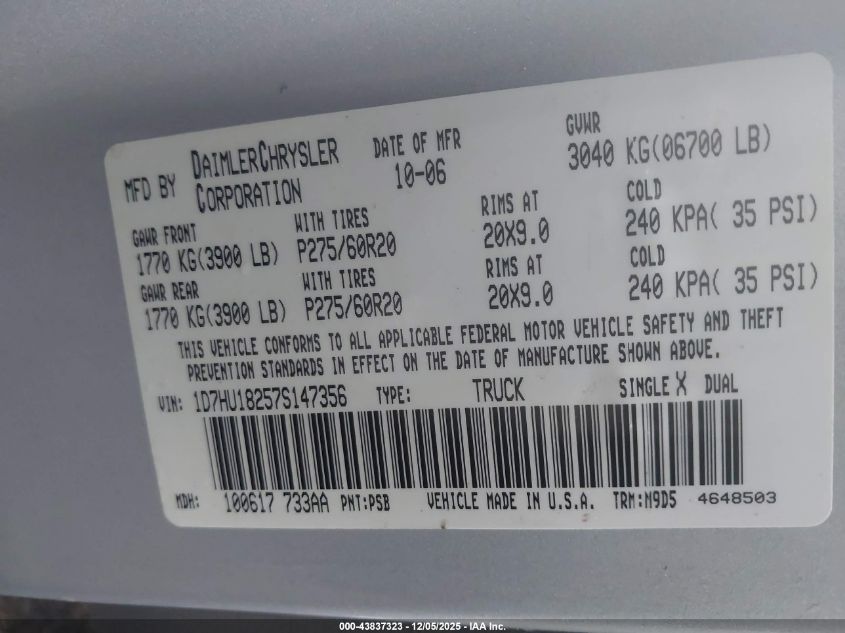 MFD BY DAIMLERCHRYSLER CORPORATION DATE OF MFR 10-06 GVWR 3040 KG(06700 LB)
GAWR FRONT WITH TIRES RIMS AT COLD
1770 KG(3900 LB) P275/60R20 20X9.0 240 KPA( 35 PSI)
GAWR REAR WITH TIRES RIMS AT COLD
1770 KG(3900 LB) P275/60R20 20X9.0 240 KPA( 35 PSI)
THIS VEHICLE CONFORMS TO ALL APPLICABLE FEDERAL MOTOR VEHICLE SAFETY AND THEFT
PREVENTION STANDARDS IN EFFECT ON THE DATE OF MANUFACTURE SHOWN ABOVE.
VIN: 1D7HU18257S147356 TYPE: TRUCK SINGLE X DUAL
MDH: 100617 733AA PNT:PSB VEHICLE MADE IN U.S.A. TRM:N9D5 4648503
000-43837323 - 12/05/2025 - IAA Inc.